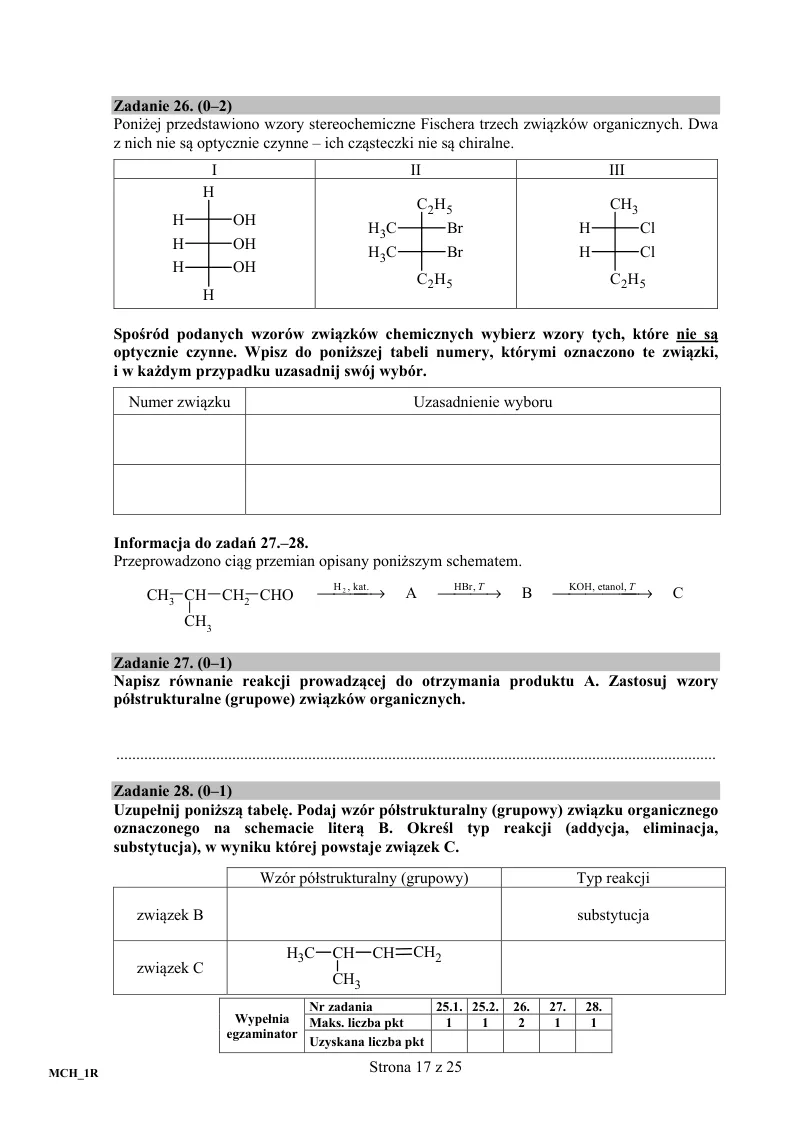 Zadanie 26. (0–2)
Poniżej przedstawiono wzory stereochemiczne Fischera trzech związków organicznych. Dwa
z nich nie są optycznie czynne – ich cząsteczki nie są chiralne.
I II III
H
H OH
H OH
H OH
H
C2H5
H3C Br
H3C Br
C2H5
CH3
H Cl
H Cl
C2H5
Spośród podanych wzorów związków chemicznych wybierz wzory tych, które nie są
optycznie czynne. Wpisz do poniższej tabeli numery, którymi oznaczono te związki,
i w każdym przypadku uzasadnij swój wybór.
Numer związku Uzasadnienie wyboru
Informacja do zadań 27.–28.
Przeprowadzono ciąg przemian opisany poniższym schematem.
H2, kat. HBr, T KOH, etanol, T
CH3 CH CH2 CHO A B C
CH3
Zadanie 27. (0–1)
Napisz równanie reakcji prowadzącej do otrzymania produktu A. Zastosuj wzory
półstrukturalne (grupowe) związków organicznych.
Zadanie 28. (0–1)
Uzupełnij poniższą tabelę. Podaj wzór półstrukturalny (grupowy) związku organicznego
oznaczonego na schemacie literą B. Określ typ reakcji (addycja, eliminacja,
substytucja), w wyniku której powstaje związek C.
Wzór półstrukturalny (grupowy) Typ reakcji
związek B substytucja
związek C H3C CH CH CH2
CH3
Wypełnia egzaminator
Nr zadania 25.1. 25.2. 26. 27. 28.
Maks. liczba pkt 1 1 2 1 1
Uzyskana liczba pkt
Strona 17 z 25
MCH_1R